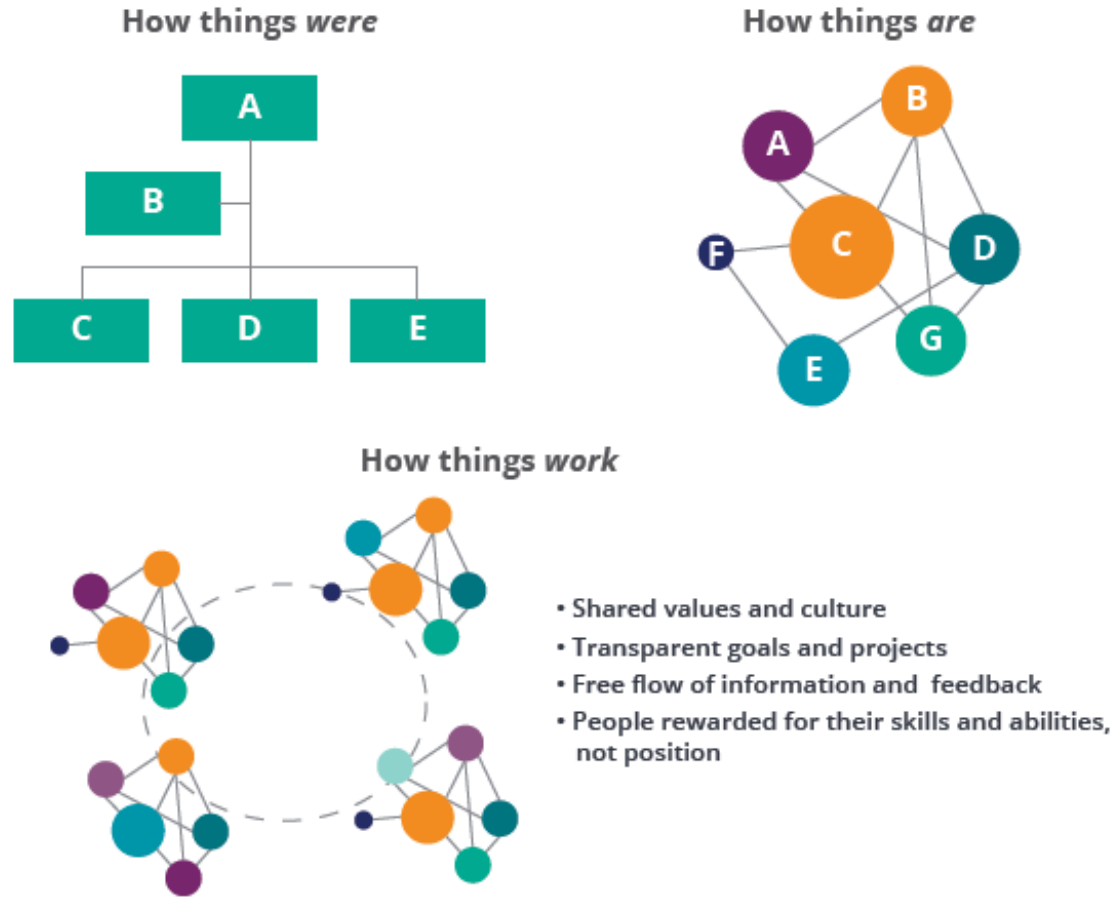 How things were
A
B
C D E
How things are
B
A
C
D
F
G
E
How things work
• Shared values and culture
• Transparent goals and projects
• Free flow of information and feedback
• People rewarded for their skills and abilities,
not position